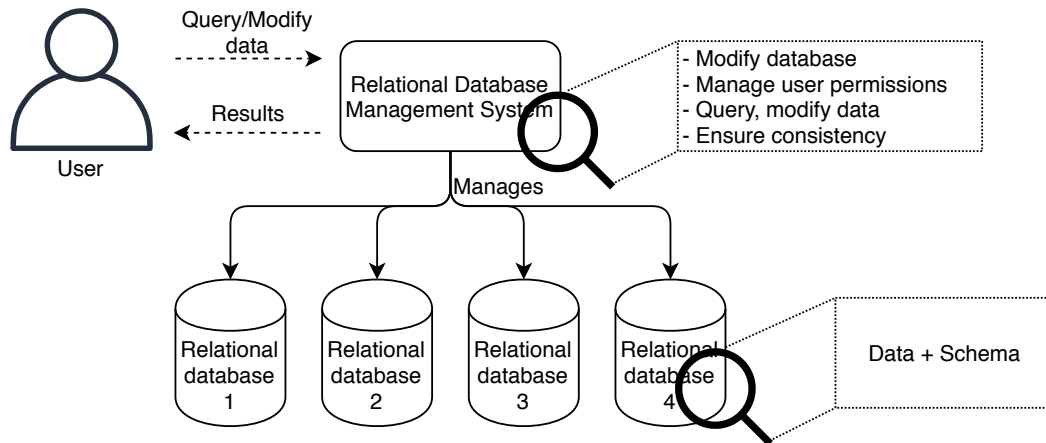 Query/Modify
data
Results
User
Relational Database
Management System
- Modify database
- Manage user permissions
- Query, modify data
- Ensure consistency
Manages
Relational
database
1
Relational
database
2
Relational
database
3
Relational
database
4
Data + Schema